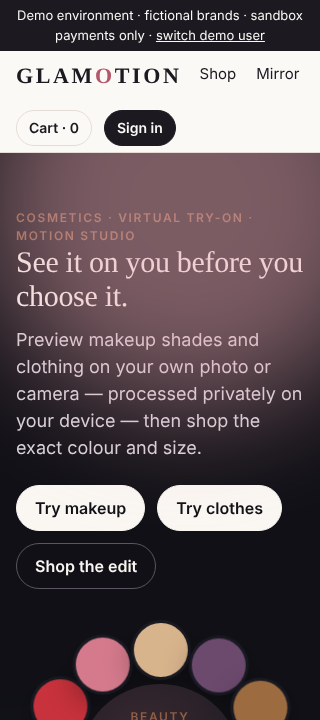 Demo environment · fictional brands · sandbox
payments only · switch demo user
GLAMOTION Shop Mirror
Cart · 0 Sign in
COSMETICS · VIRTUAL TRY-ON ·
MOTION STUDIO
See it on you before you
choose it.
Preview makeup shades and
clothing on your own photo or
camera — processed privately on
your device — then shop the
exact colour and size.
Try makeup Try clothes
Shop the edit
BEAUTY